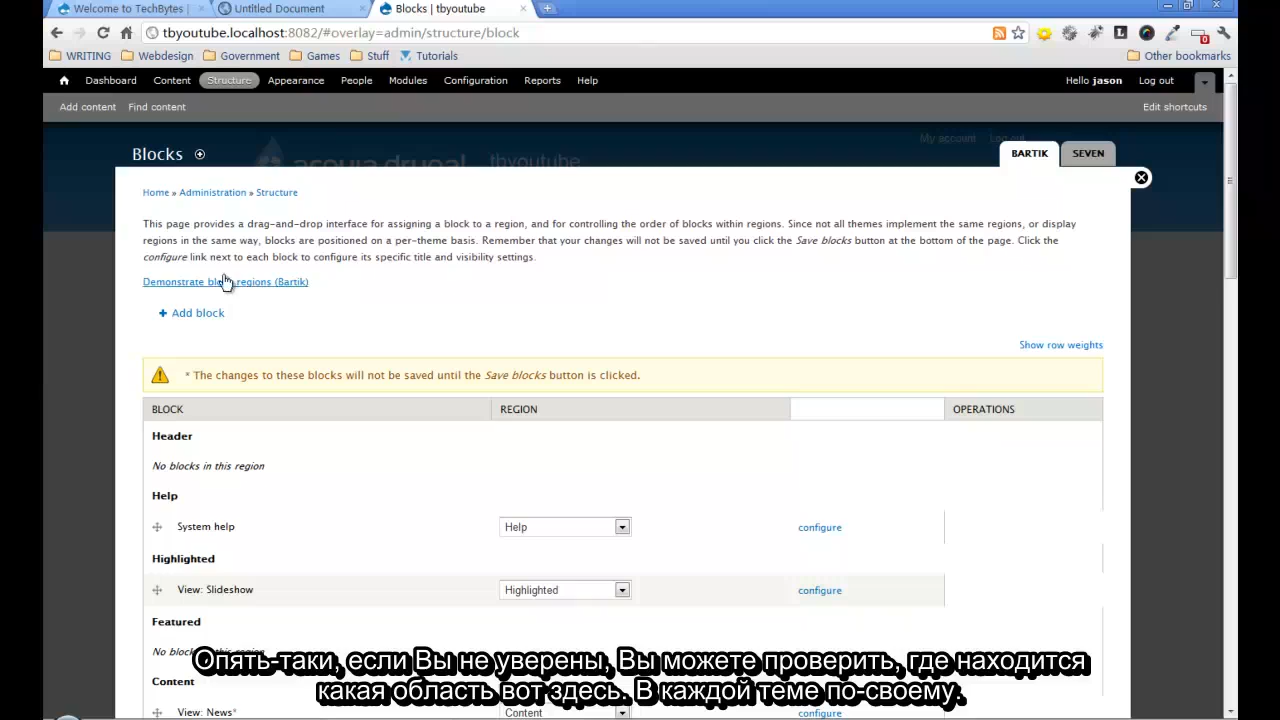 Welcome to TechBytes |
Untitled Document
Blocks | tbyoutube
tbyoutube.localhost:8082/#overlay=admin/structure/block
WRITING
Webdesign
Government
Games
Stuff
Tutorials
Other bookmarks
Dashboard
Content
Structure
Appearance
People
Modules
Configuration
Reports
Help
Hello jason
Log out
Add content
Find content
Edit shortcuts
My account
Log out
acquia drupal
tbyoutube
Blocks
BARTIK
SEVEN
Home » Administration » Structure
This page provides a drag-and-drop interface for assigning a block to a region, and for controlling the order of blocks within regions. Since not all themes implement the same regions, or display
regions in the same way, blocks are positioned on a per-theme basis. Remember that your changes will not be saved until you click the Save blocks button at the bottom of the page. Click the
configure link next to each block to configure its specific title and visibility settings.
Demonstrate block regions (Bartik)
Add block
Show row weights
* The changes to these blocks will not be saved until the Save blocks button is clicked.
BLOCK
REGION
OPERATIONS
Header
No blocks in this region
Help
System help
Help
configure
Highlighted
View: Slideshow
Highlighted
configure
Featured
No blo
Опять-таки, если Вы не уверены, Вы можете проверить, где находится
какая область вот здесь. В каждой теме по-своему.
Content
View: News*
Content
configure